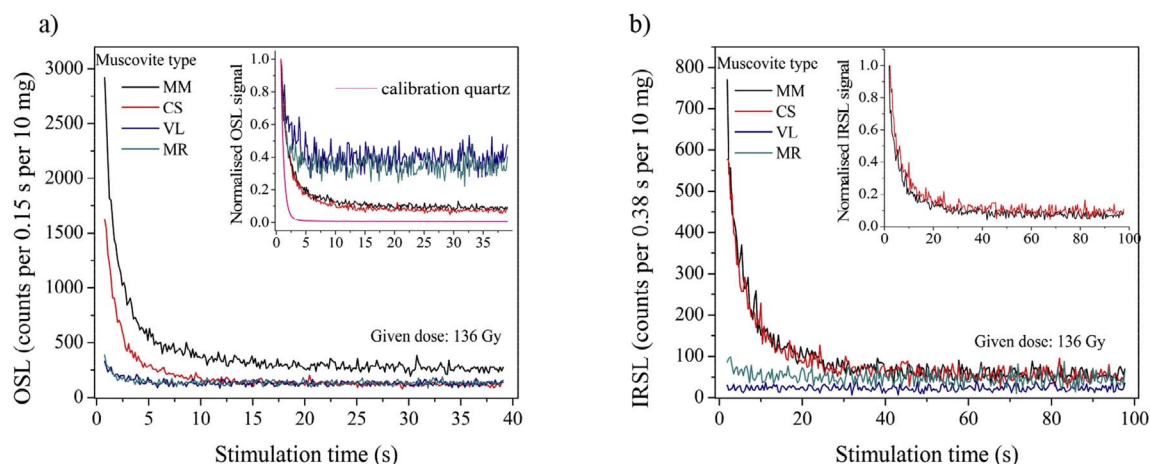 a)
OSL (counts per 0.15 s per 10 mg)
3000
2500
2000
1500
1000
500
0
Muscovite type
MM
CS
VL
MR
Normalised OSL signal
1.0
0.8
0.6
0.4
0.2
0.0
calibration quartz
0 5 10 15 20 25 30 35
Given dose: 136 Gy
0 5 10 15 20 25 30 35 40
Stimulation time (s)
b)
IRSL (counts per 0.38 s per 10 mg)
800
700
600
500
400
300
200
100
0
Muscovite type
MM
CS
VL
MR
Normalised IRSL signal
1.0
0.8
0.6
0.4
0.2
0.0
0 20 40 60 80 100
Given dose: 136 Gy
0 20 40 60 80 100
Stimulation time (s)